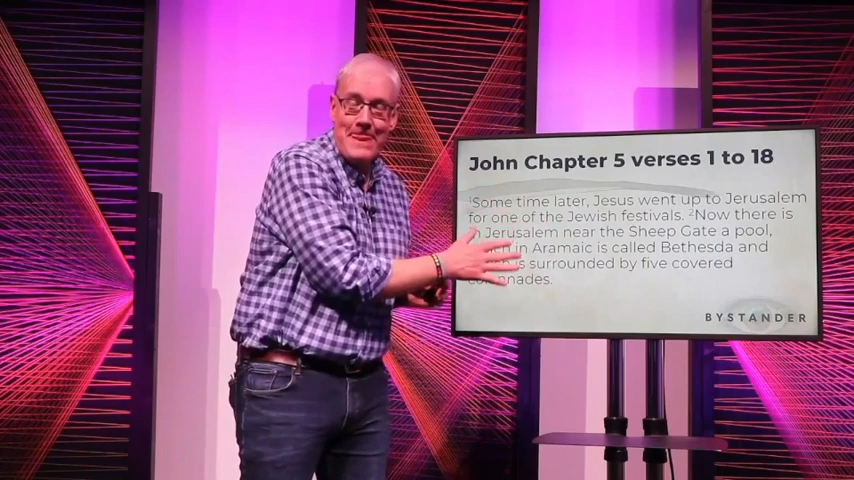 John Chapter 5 verses 1 to 18
¹Some time later, Jesus went up to Jerusalem
for one of the Jewish festivals. ²Now there is
Jerusalem near the Sheep Gate a pool,
in Aramaic is called Bethesda and
is surrounded by five covered
BYSTANDER